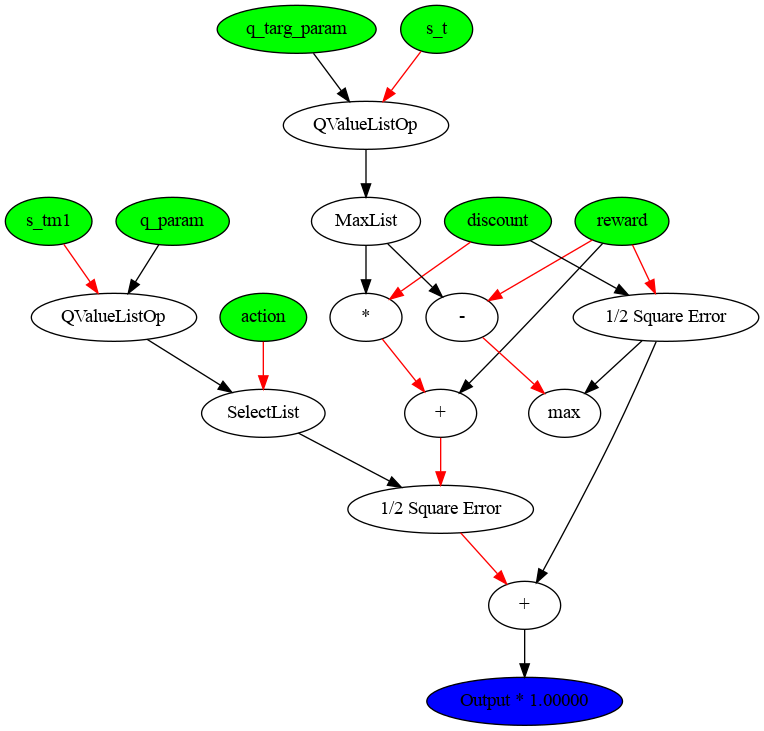 q_targ_param
s_t
QValueListOp
s_tm1
q_param
MaxList
discount
reward
QValueListOp
action
*
-
1/2 Square Error
SelectList
+
max
1/2 Square Error
+
Output * 1.00000